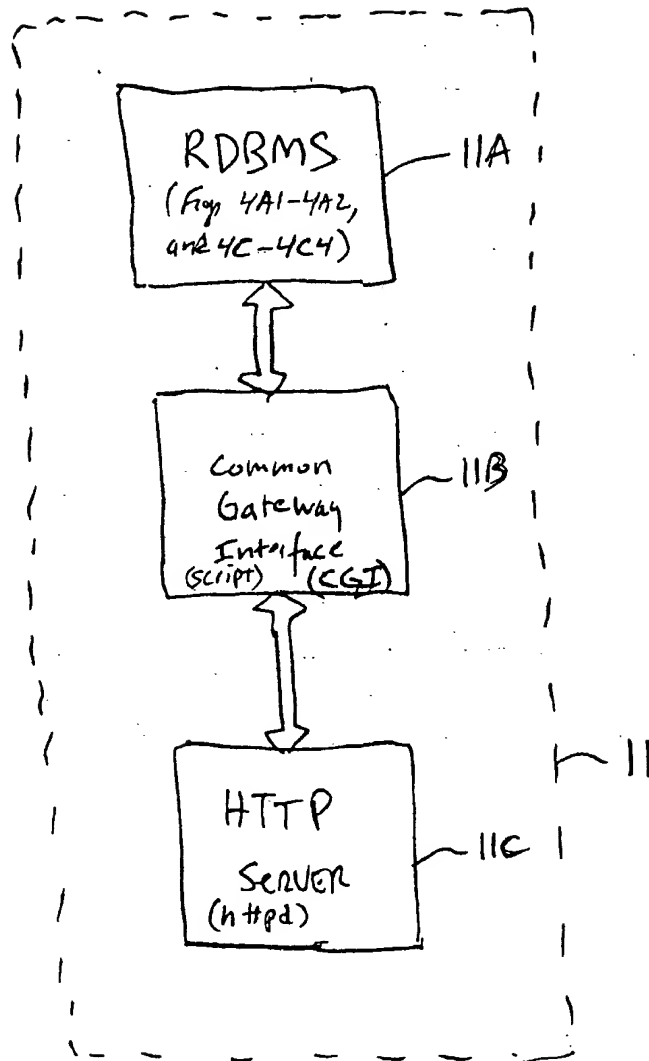 RDBMS
(Figs 4A1-4A2,
and 4C-4C4)
11A
Common
Gateway
Interface
(script) (CGI)
11B
HTTP
SERVER
(httpd)
11C
11